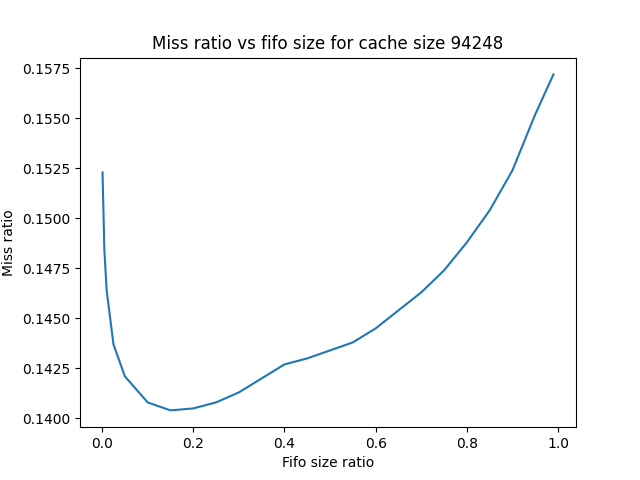 Miss ratio vs fifo size for cache size 94248
0.1575
0.1550
0.1525
0.1500
0.1475
0.1450
0.1425
0.1400
Miss ratio
0.0 0.2 0.4 0.6 0.8 1.0
Fifo size ratio